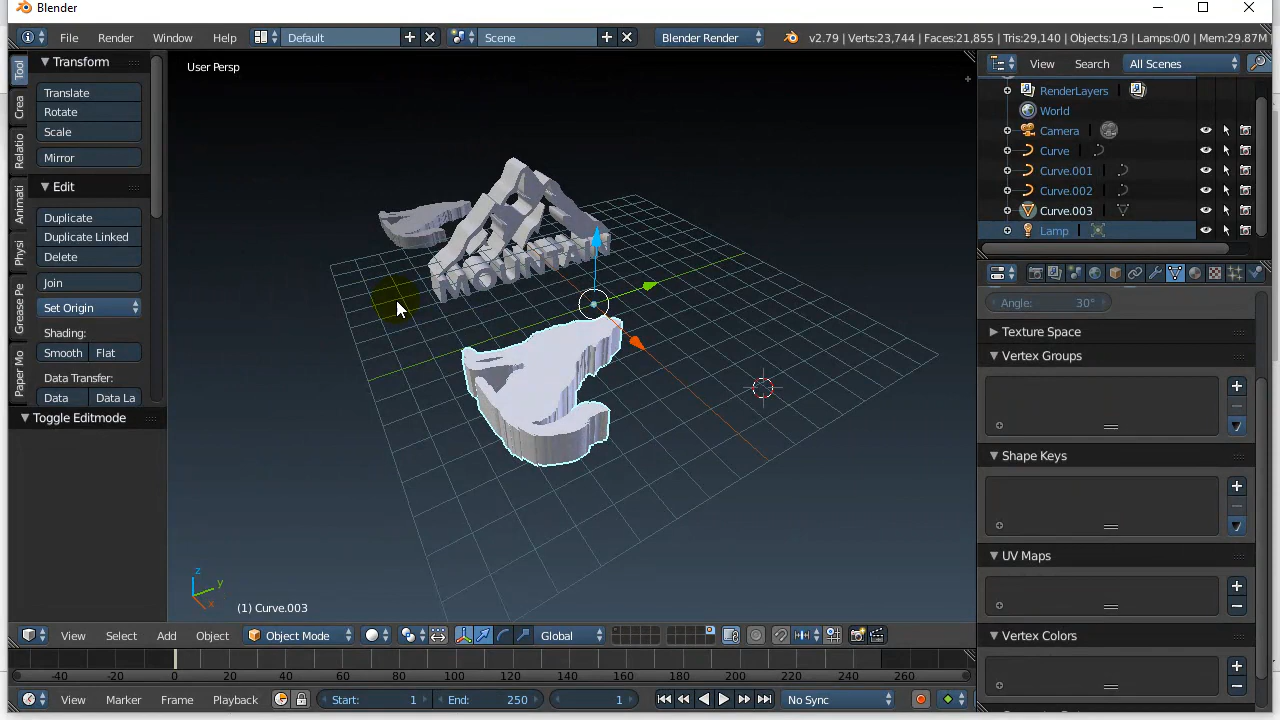 Blender
File Render Window Help Default Scene Blender Render v2.79 | Verts:23,744 | Faces:21,855 | Tris:29,140 | Objects:1/3 | Lamps:0/0 | Mem:29.87M
Tool
Crea
Relatio
Animati
Physi
Grease Pe
Paper Mo
Transform
Translate
Rotate
Scale
Mirror
Edit
Duplicate
Duplicate Linked
Delete
Join
Set Origin
Shading:
Smooth Flat
Data Transfer:
Data Data La
Toggle Editmode
User Persp
MOUNTAIN
z
y
x
(1) Curve.003
View Search All Scenes
RenderLayers
World
Camera
Curve
Curve.001
Curve.002
Curve.003
Lamp
Angle: 30°
Texture Space
Vertex Groups
Shape Keys
UV Maps
Vertex Colors
View Select Add Object Object Mode Global
-40 -20 0 20 40 60 80 100 120 140 160 180 200 220 240 260
View Marker Frame Playback Start: 1 End: 250 1 No Sync